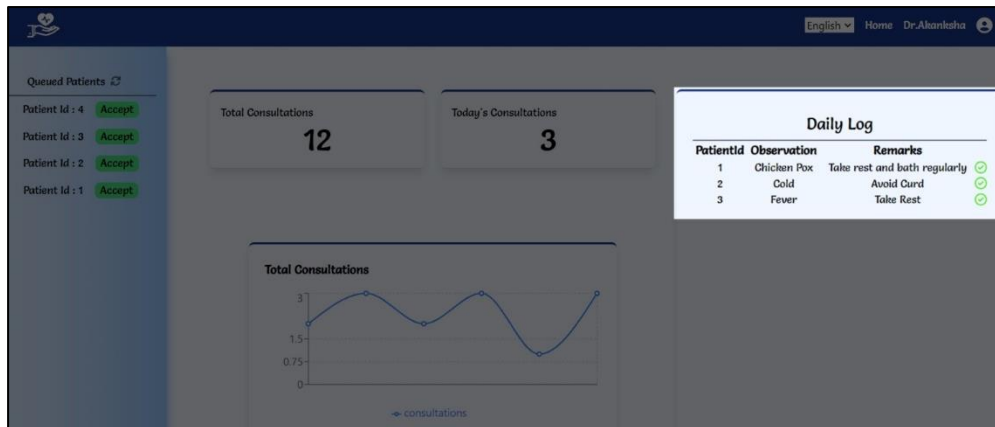 English Home Dr.Akanksha
Queued Patients
Patient Id : 4 Accept
Patient Id : 3 Accept
Patient Id : 2 Accept
Patient Id : 1 Accept
Total Consultations
12
Today's Consultations
3
Daily Log
PatientId Observation Remarks
1 Chicken Pox Take rest and bath regularly
2 Cold Avoid Curd
3 Fever Take Rest
Total Consultations
3
1.5
0.75
0
consultations